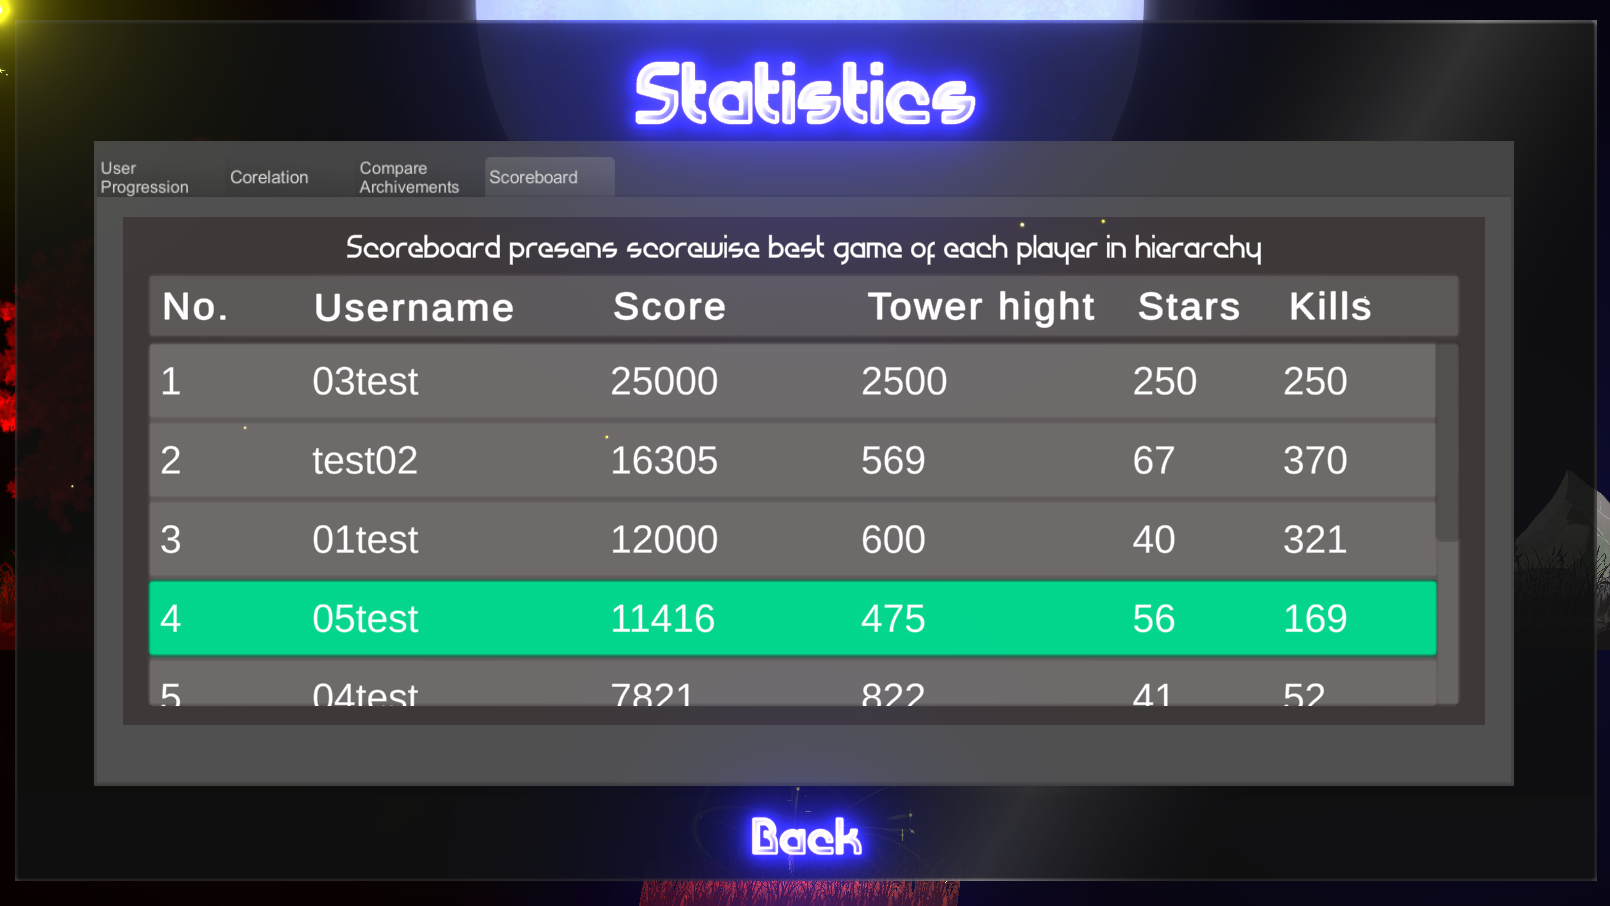 Statistics
User
Progression
Corelation
Compare
Archivements
Scoreboard
Scoreboard presens scorewise best game of each player in hierarchy
No. Username Score Tower hight Stars Kills
1 03test 25000 2500 250 250
2 test02 16305 569 67 370
3 01test 12000 600 40 321
4 05test 11416 475 56 169
5 04test 7821 822 41 52
Back